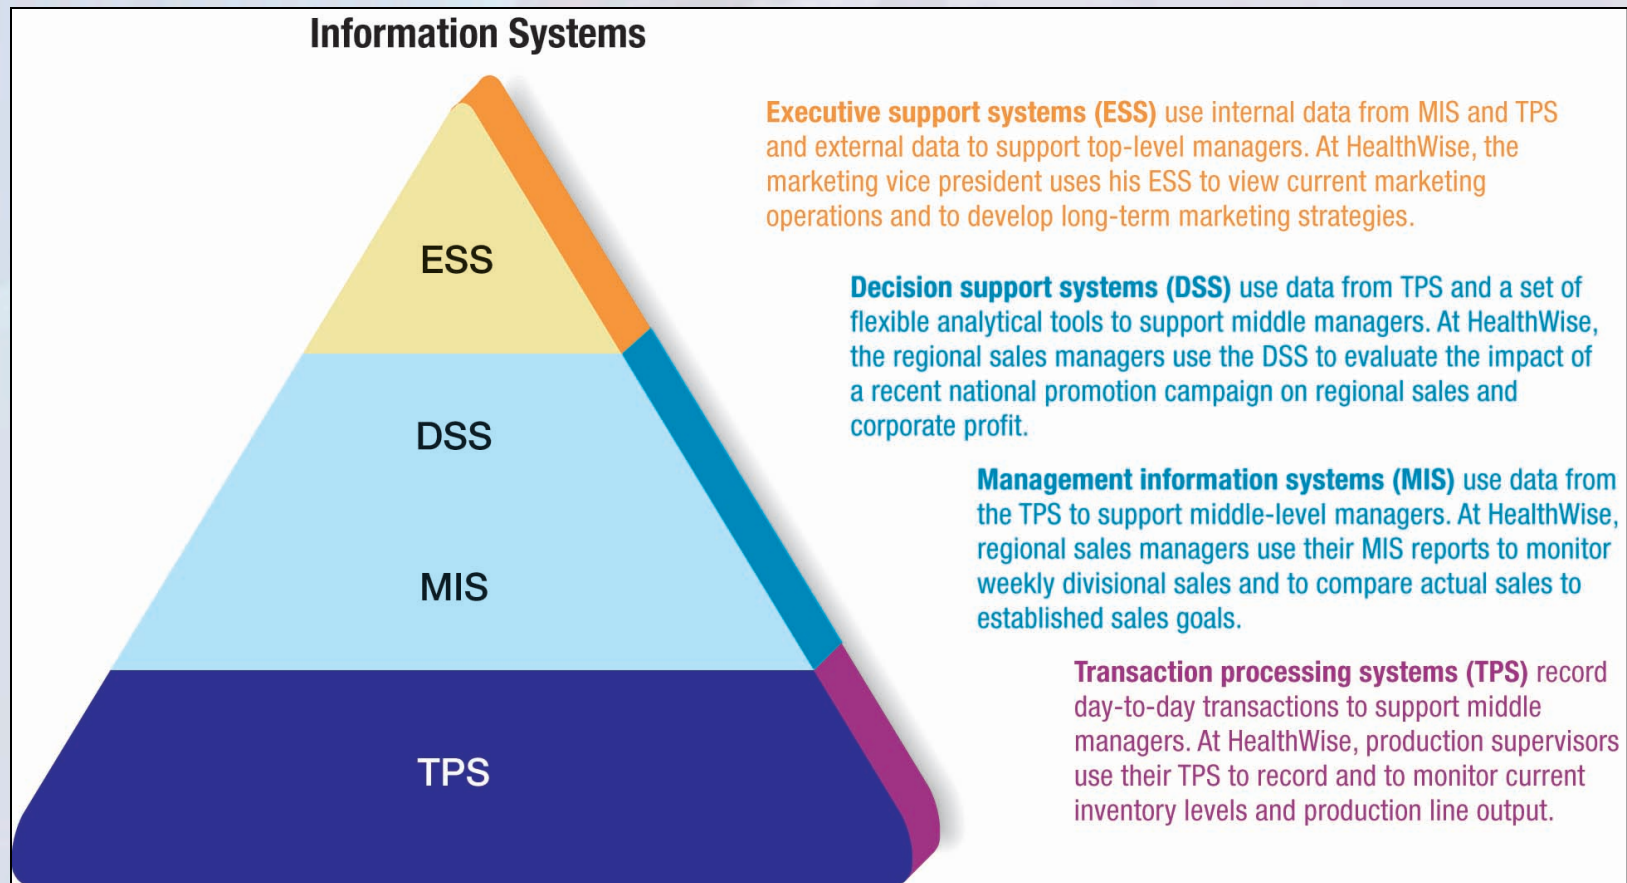 Information Systems
ESS
Executive support systems (ESS) use internal data from MIS and TPS
and external data to support top-level managers. At HealthWise, the
marketing vice president uses his ESS to view current marketing
operations and to develop long-term marketing strategies.
DSS
Decision support systems (DSS) use data from TPS and a set of
flexible analytical tools to support middle managers. At HealthWise,
the regional sales managers use the DSS to evaluate the impact of
a recent national promotion campaign on regional sales and
corporate profit.
MIS
Management information systems (MIS) use data from
the TPS to support middle-level managers. At HealthWise,
regional sales managers use their MIS reports to monitor
weekly divisional sales and to compare actual sales to
established sales goals.
TPS
Transaction processing systems (TPS) record
day-to-day transactions to support middle
managers. At HealthWise, production supervisors
use their TPS to record and to monitor current
inventory levels and production line output.